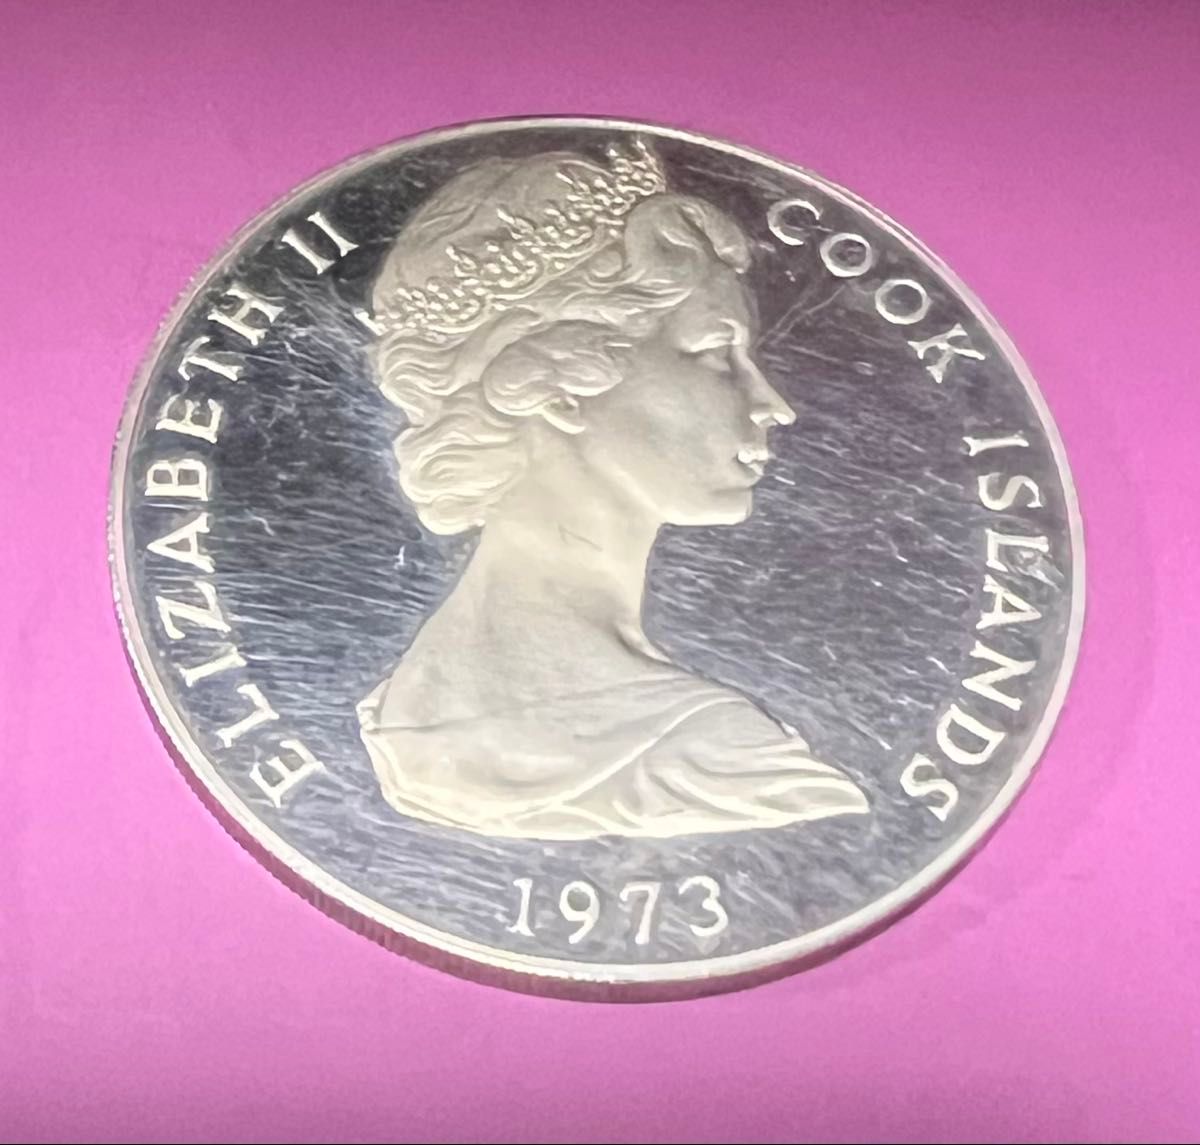 ELIZABETH II
COOK ISLANDS
1973